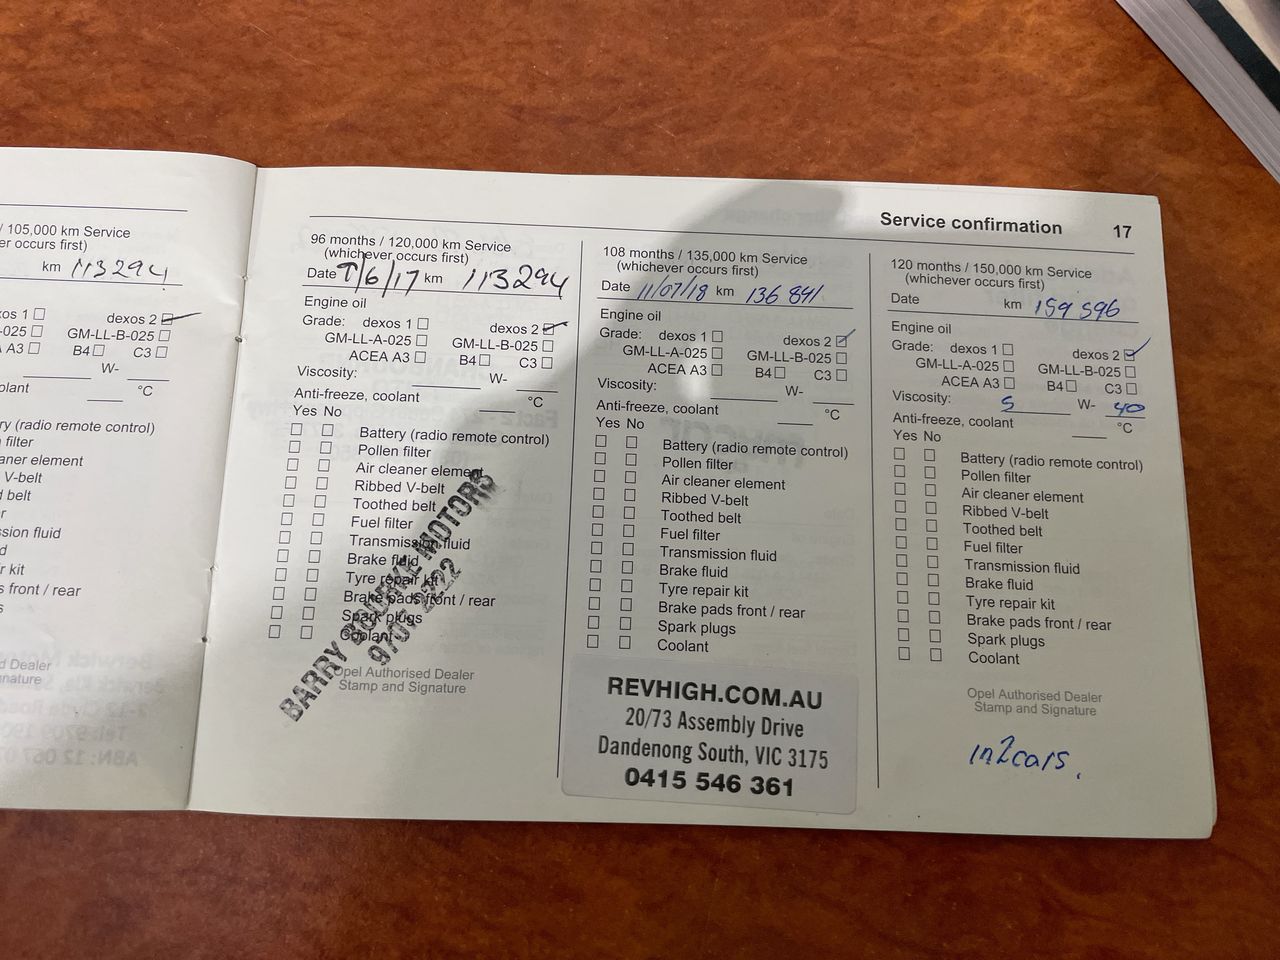 / 105,000 km Service
er occurs first)
km 113294
os 1 dexos 2
-025 GM-LL-B-025
A3 B4 C3
W-
olant °C
ry (radio remote control)
filter
aner element
V-belt
d belt
r
sion fluid
d
r kit
s front / rear
s
d Dealer
nature
Service confirmation 17
96 months / 120,000 km Service
(whichever occurs first)
Date /6/17 km 113294
Engine oil
Grade: dexos 1 dexos 2
GM-LL-A-025 GM-LL-B-025
ACEA A3 B4 C3
Viscosity: W-
Anti-freeze, coolant °C
Yes No
Battery (radio remote control)
Pollen filter
Air cleaner element
Ribbed V-belt
Toothed belt
Fuel filter
Transmission fluid
Brake fluid
Tyre repair kit
Brake pads front / rear
Spark plugs
Coolant
Opel Authorised Dealer
Stamp and Signature
BARRY BOURKE MOTORS
9707 2222
108 months / 135,000 km Service
(whichever occurs first)
Date 11/07/18 km 136 891
Engine oil
Grade: dexos 1 dexos 2
GM-LL-A-025 GM-LL-B-025
ACEA A3 B4 C3
Viscosity: W-
Anti-freeze, coolant °C
Yes No
Battery (radio remote control)
Pollen filter
Air cleaner element
Ribbed V-belt
Toothed belt
Fuel filter
Transmission fluid
Brake fluid
Tyre repair kit
Brake pads front / rear
Spark plugs
Coolant
REVHIGH.COM.AU
20/73 Assembly Drive
Dandenong South, VIC 3175
0415 546 361
120 months / 150,000 km Service
(whichever occurs first)
Date km 159 596
Engine oil
Grade: dexos 1 dexos 2
GM-LL-A-025 GM-LL-B-025
ACEA A3 B4 C3
Viscosity: 5 W- 40
Anti-freeze, coolant °C
Yes No
Battery (radio remote control)
Pollen filter
Air cleaner element
Ribbed V-belt
Toothed belt
Fuel filter
Transmission fluid
Brake fluid
Tyre repair kit
Brake pads front / rear
Spark plugs
Coolant
Opel Authorised Dealer
Stamp and Signature
in2cars.